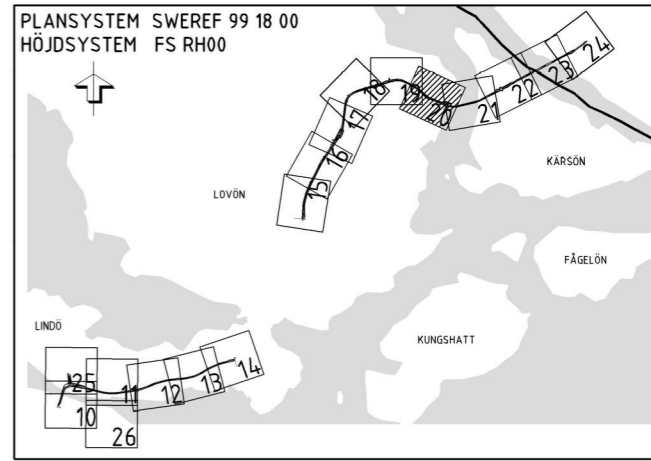 PLANSYSTEM SWEREF 99 18 00
HÖJDSYSTEM FS RH00
24
23
22
21
20
19
18
17
16
15
KÄRSÖN
LOVÖN
FÅGELÖN
LINDÖ
KUNGSHATT
14
13
12
11
25
10
26